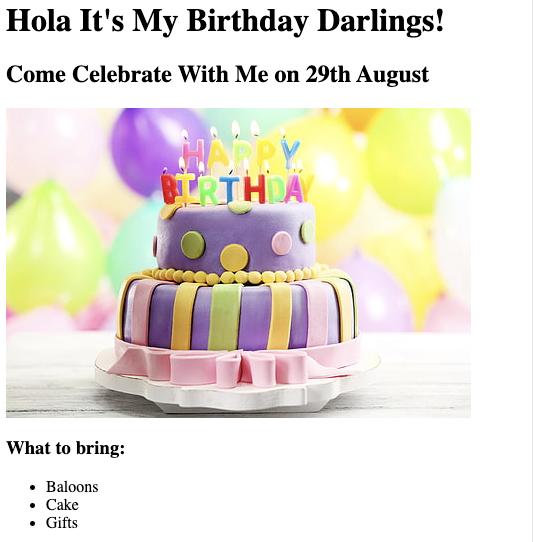 Hola It's My Birthday Darlings!
Come Celebrate With Me on 29th August
HAPPY
BIRTHDAY
What to bring:
Baloons
Cake
Gifts